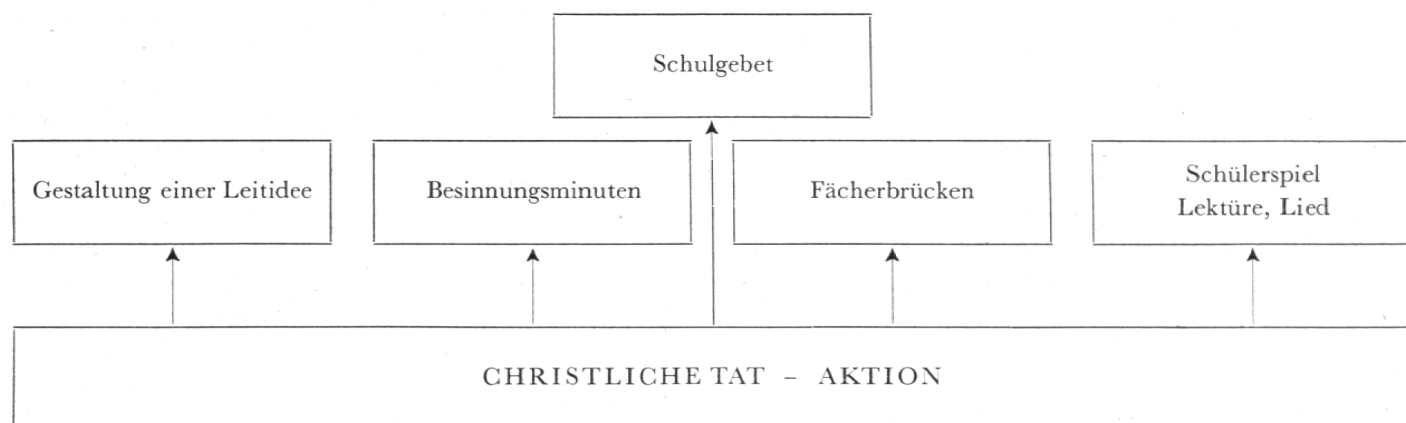 Schulgebet
Gestaltung einer Leitidee
Besinnungsminuten
Fächerbrücken
Schülerspiel
Lektüre, Lied
CHRISTLICHE TAT – AKTION